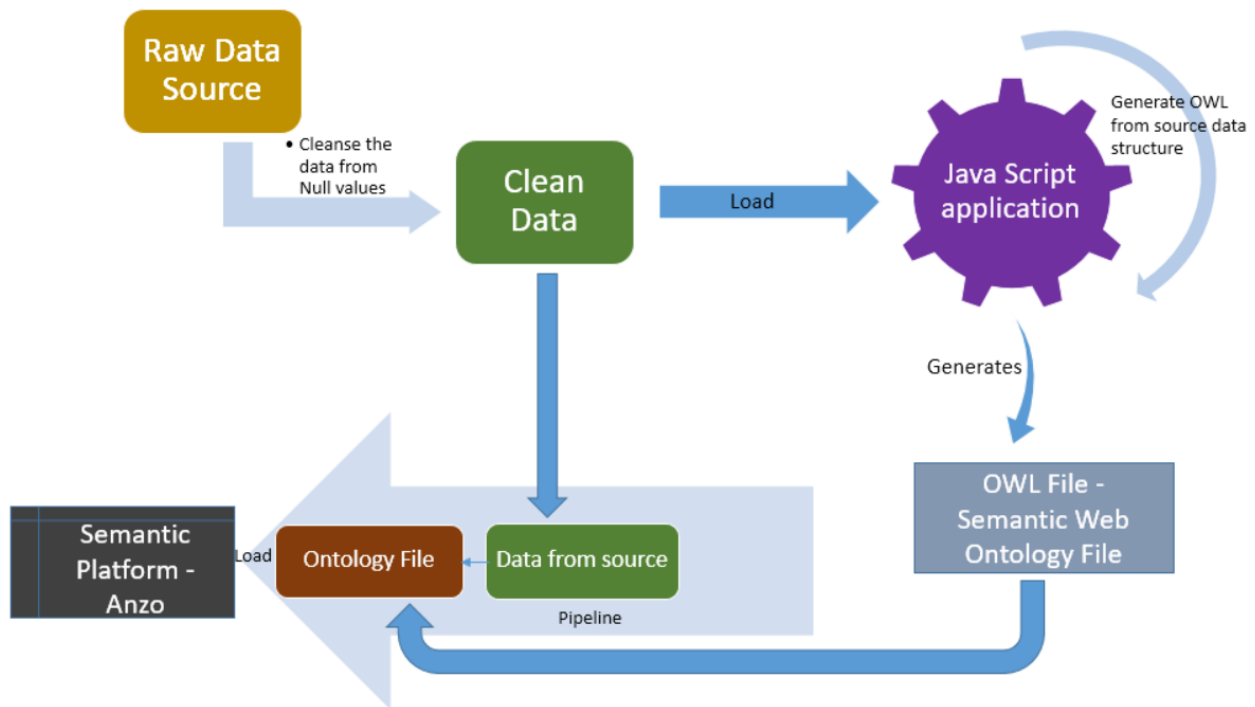 Raw Data
Source
• Cleanse the
data from
Null values
Clean
Data
Load
Java Script
application
Generate OWL
from source data
structure
Generates
OWL File -
Semantic Web
Ontology File
Semantic
Platform -
Anzo
Load
Ontology File
Data from source
Pipeline